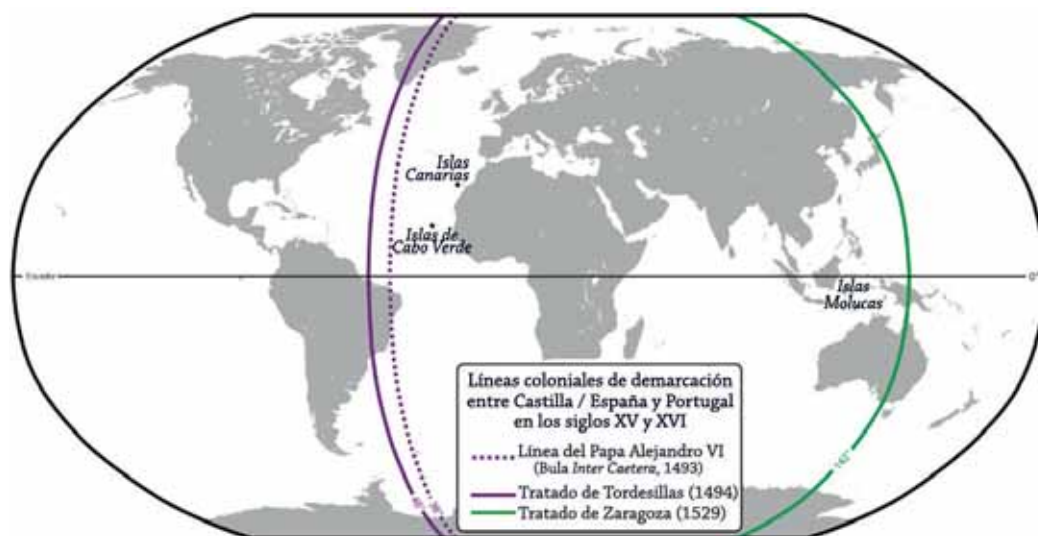 Islas
Canarias
Islas de
Cabo Verde
Ecuador
0°
Islas
Molucas
Líneas coloniales de demarcación
entre Castilla / España y Portugal
en los siglos XV y XVI
Línea del Papa Alejandro VI
(Bula Inter Caetera, 1493)
Tratado de Tordesillas (1494)
Tratado de Zaragoza (1529)
142°